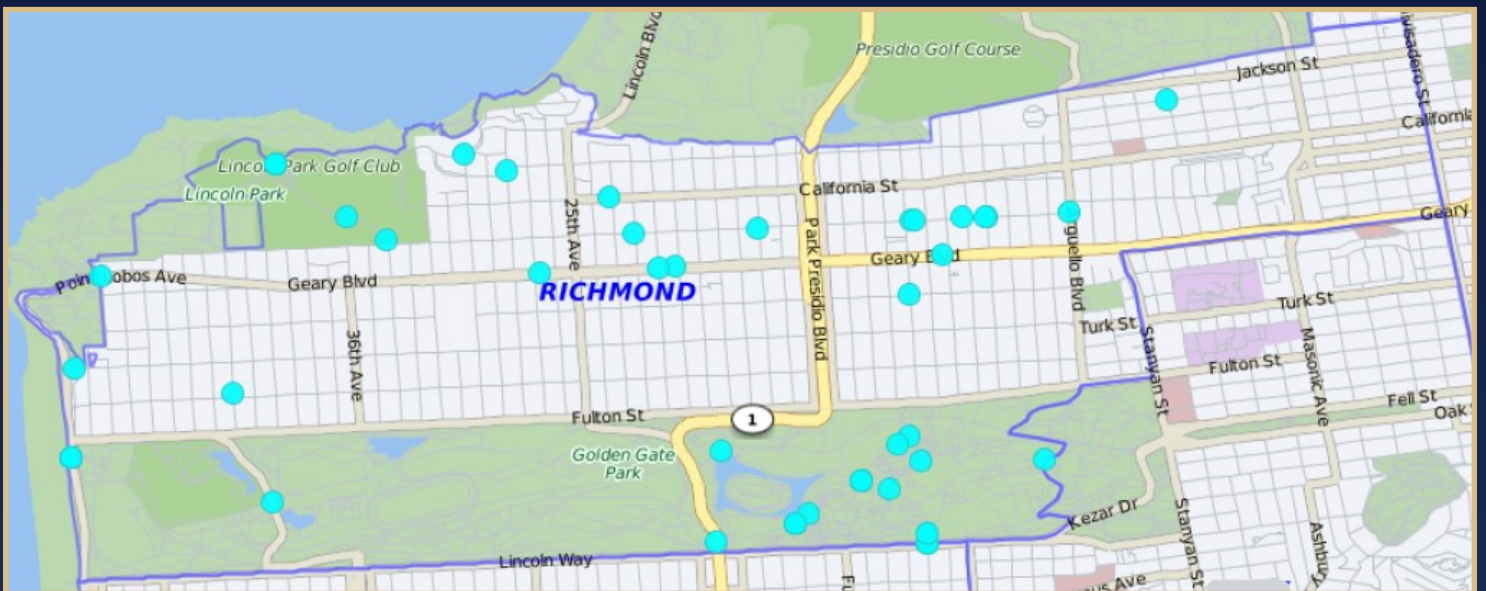 Lincoln Blvd
Presidio Golf Course
Jackson St
California St
Lincoln Park Golf Club
Lincoln Park
California St
25th Ave
Park Presidio Blvd
Geary
Point Lobos Ave
Geary Blvd
RICHMOND
Geary Blvd
Turk St
Turk St
36th Ave
Stanyan St
Masonic Ave
Fulton St
Fulton St
1
Fell St
Oak
Golden Gate
Park
Kezar Dr
Stanyan St
Ashbury
Lincoln Way